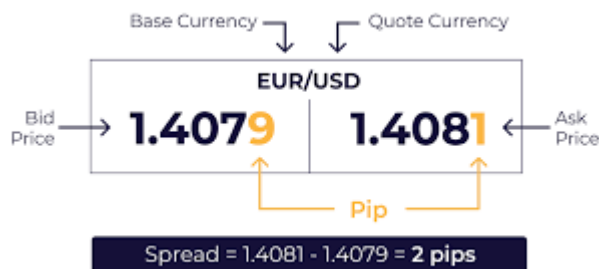 Base Currency
Quote Currency
EUR/USD
Bid
Price
1.4079
1.4081
Ask
Price
Pip
Spread = 1.4081 - 1.4079 = 2 pips